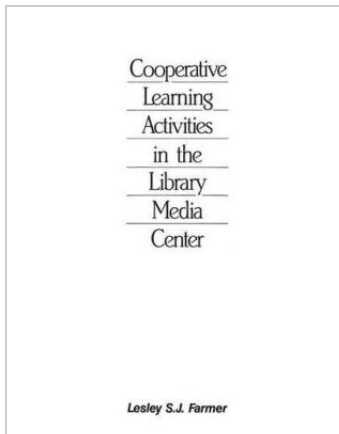 Cooperative
Learning
Activities
in the
Library
Media
Center
Lesley S.J. Farmer